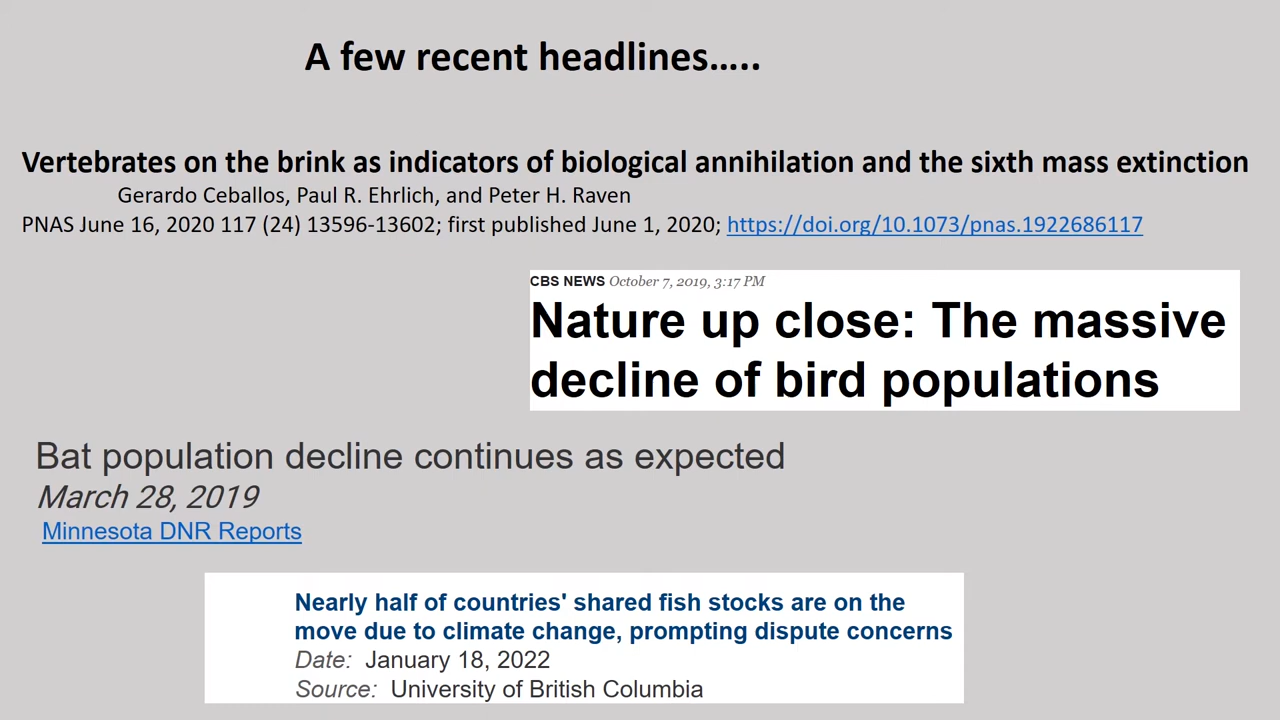 A few recent headlines…..
Vertebrates on the brink as indicators of biological annihilation and the sixth mass extinction
Gerardo Ceballos, Paul R. Ehrlich, and Peter H. Raven
PNAS June 16, 2020 117 (24) 13596-13602; first published June 1, 2020; https://doi.org/10.1073/pnas.1922686117
CBS NEWS October 7, 2019, 3:17 PM
Nature up close: The massive
decline of bird populations
Bat population decline continues as expected
March 28, 2019
Minnesota DNR Reports
Nearly half of countries' shared fish stocks are on the
move due to climate change, prompting dispute concerns
Date: January 18, 2022
Source: University of British Columbia